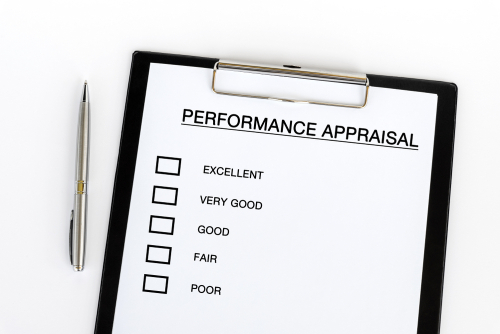 PERFORMANCE APPRAISAL
EXCELLENT
VERY GOOD
GOOD
FAIR
POOR